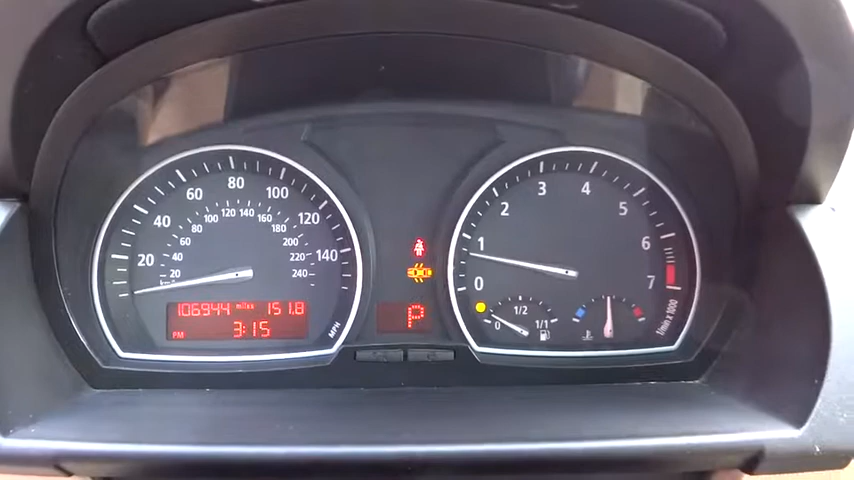 20 40 60 80 100 120 140
20 40 60 80 100 120 140 160 180 200 220 240
106944 miles 151.8
PM 3:15
MPH
P
0 1 2 3 4 5 6 7
1/min x 1000
0 1/2 1/1